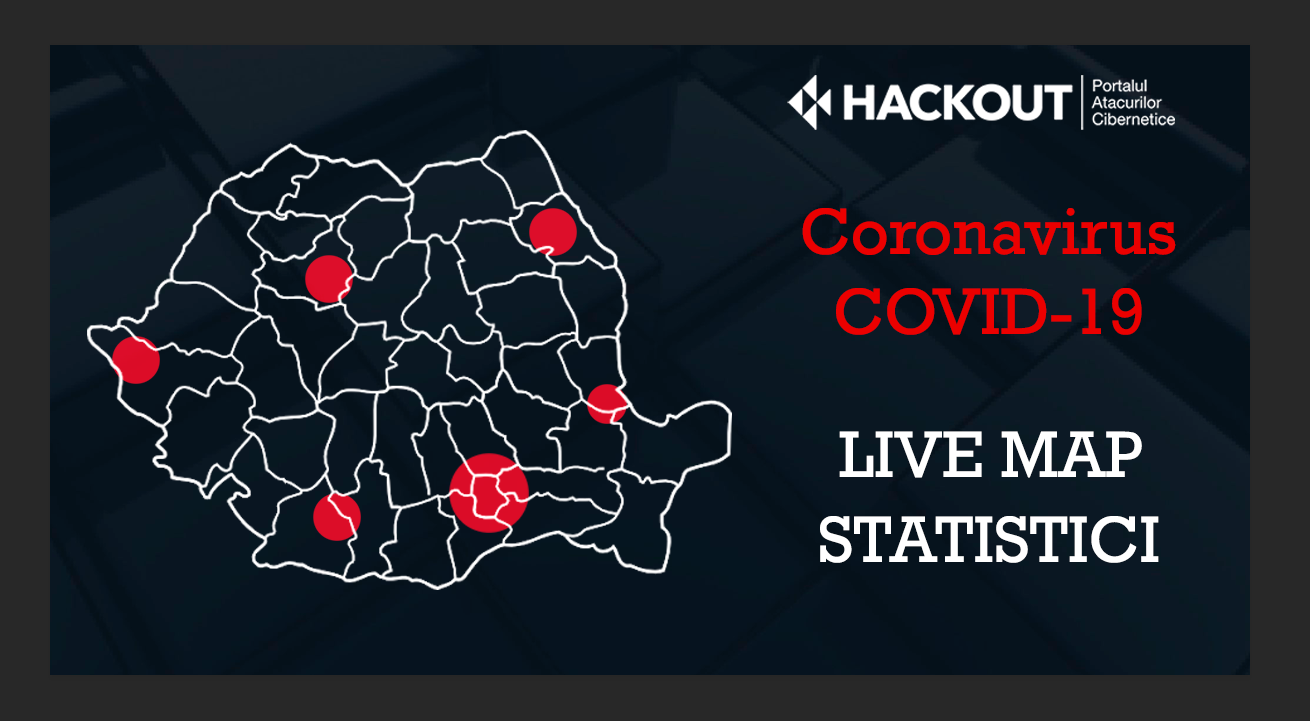 HACKOUT
Portalul
Atacurilor
Cibernetice
Coronavirus
COVID-19
LIVE MAP
STATISTICI